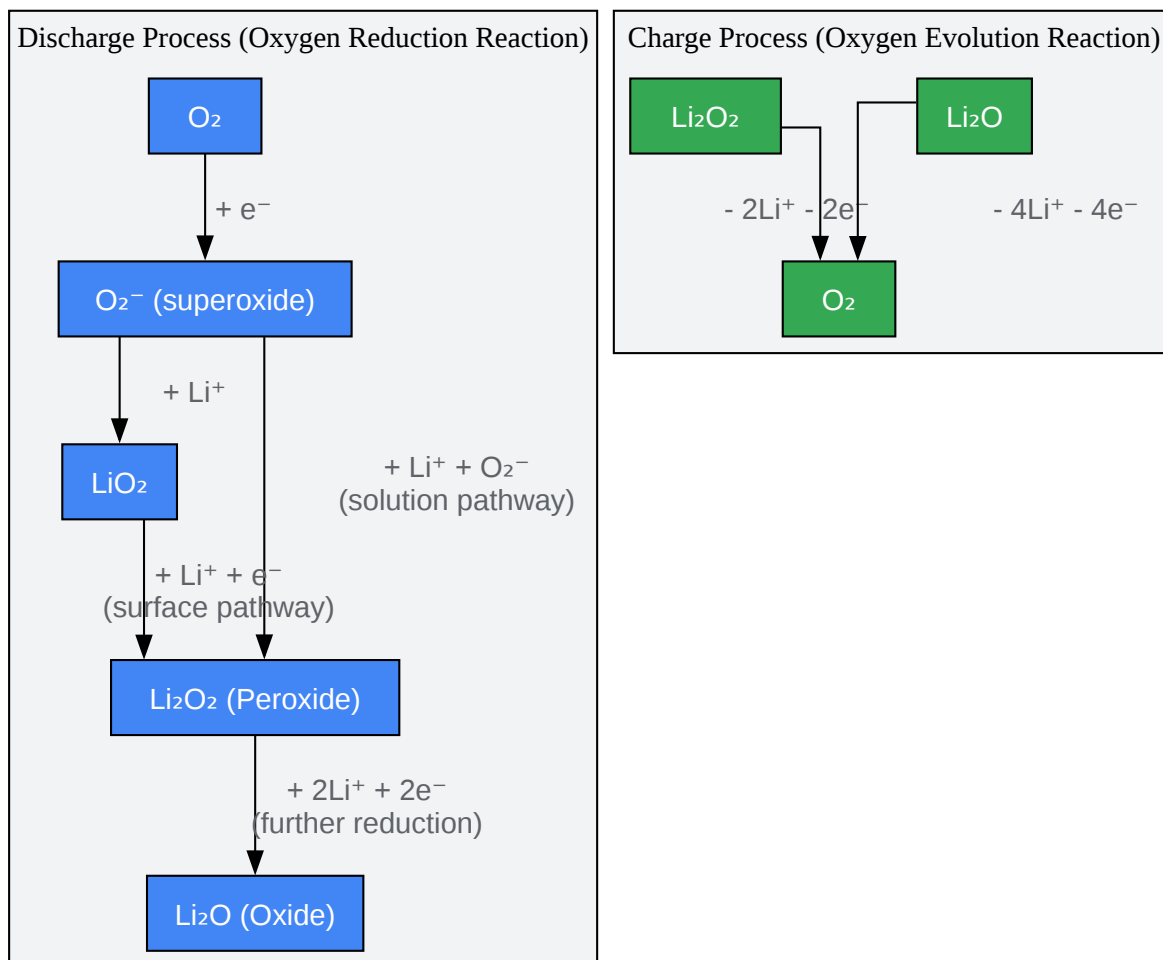 Discharge Process (Oxygen Reduction Reaction)
O₂
+ e⁻
O₂⁻ (superoxide)
+ Li⁺
LiO₂
+ Li⁺ + O₂⁻
(solution pathway)
+ Li⁺ + e⁻
(surface pathway)
Li₂O₂ (Peroxide)
+ 2Li⁺ + 2e⁻
(further reduction)
Li₂O (Oxide)
Charge Process (Oxygen Evolution Reaction)
Li₂O₂
Li₂O
- 2Li⁺ - 2e⁻
- 4Li⁺ - 4e⁻
O₂